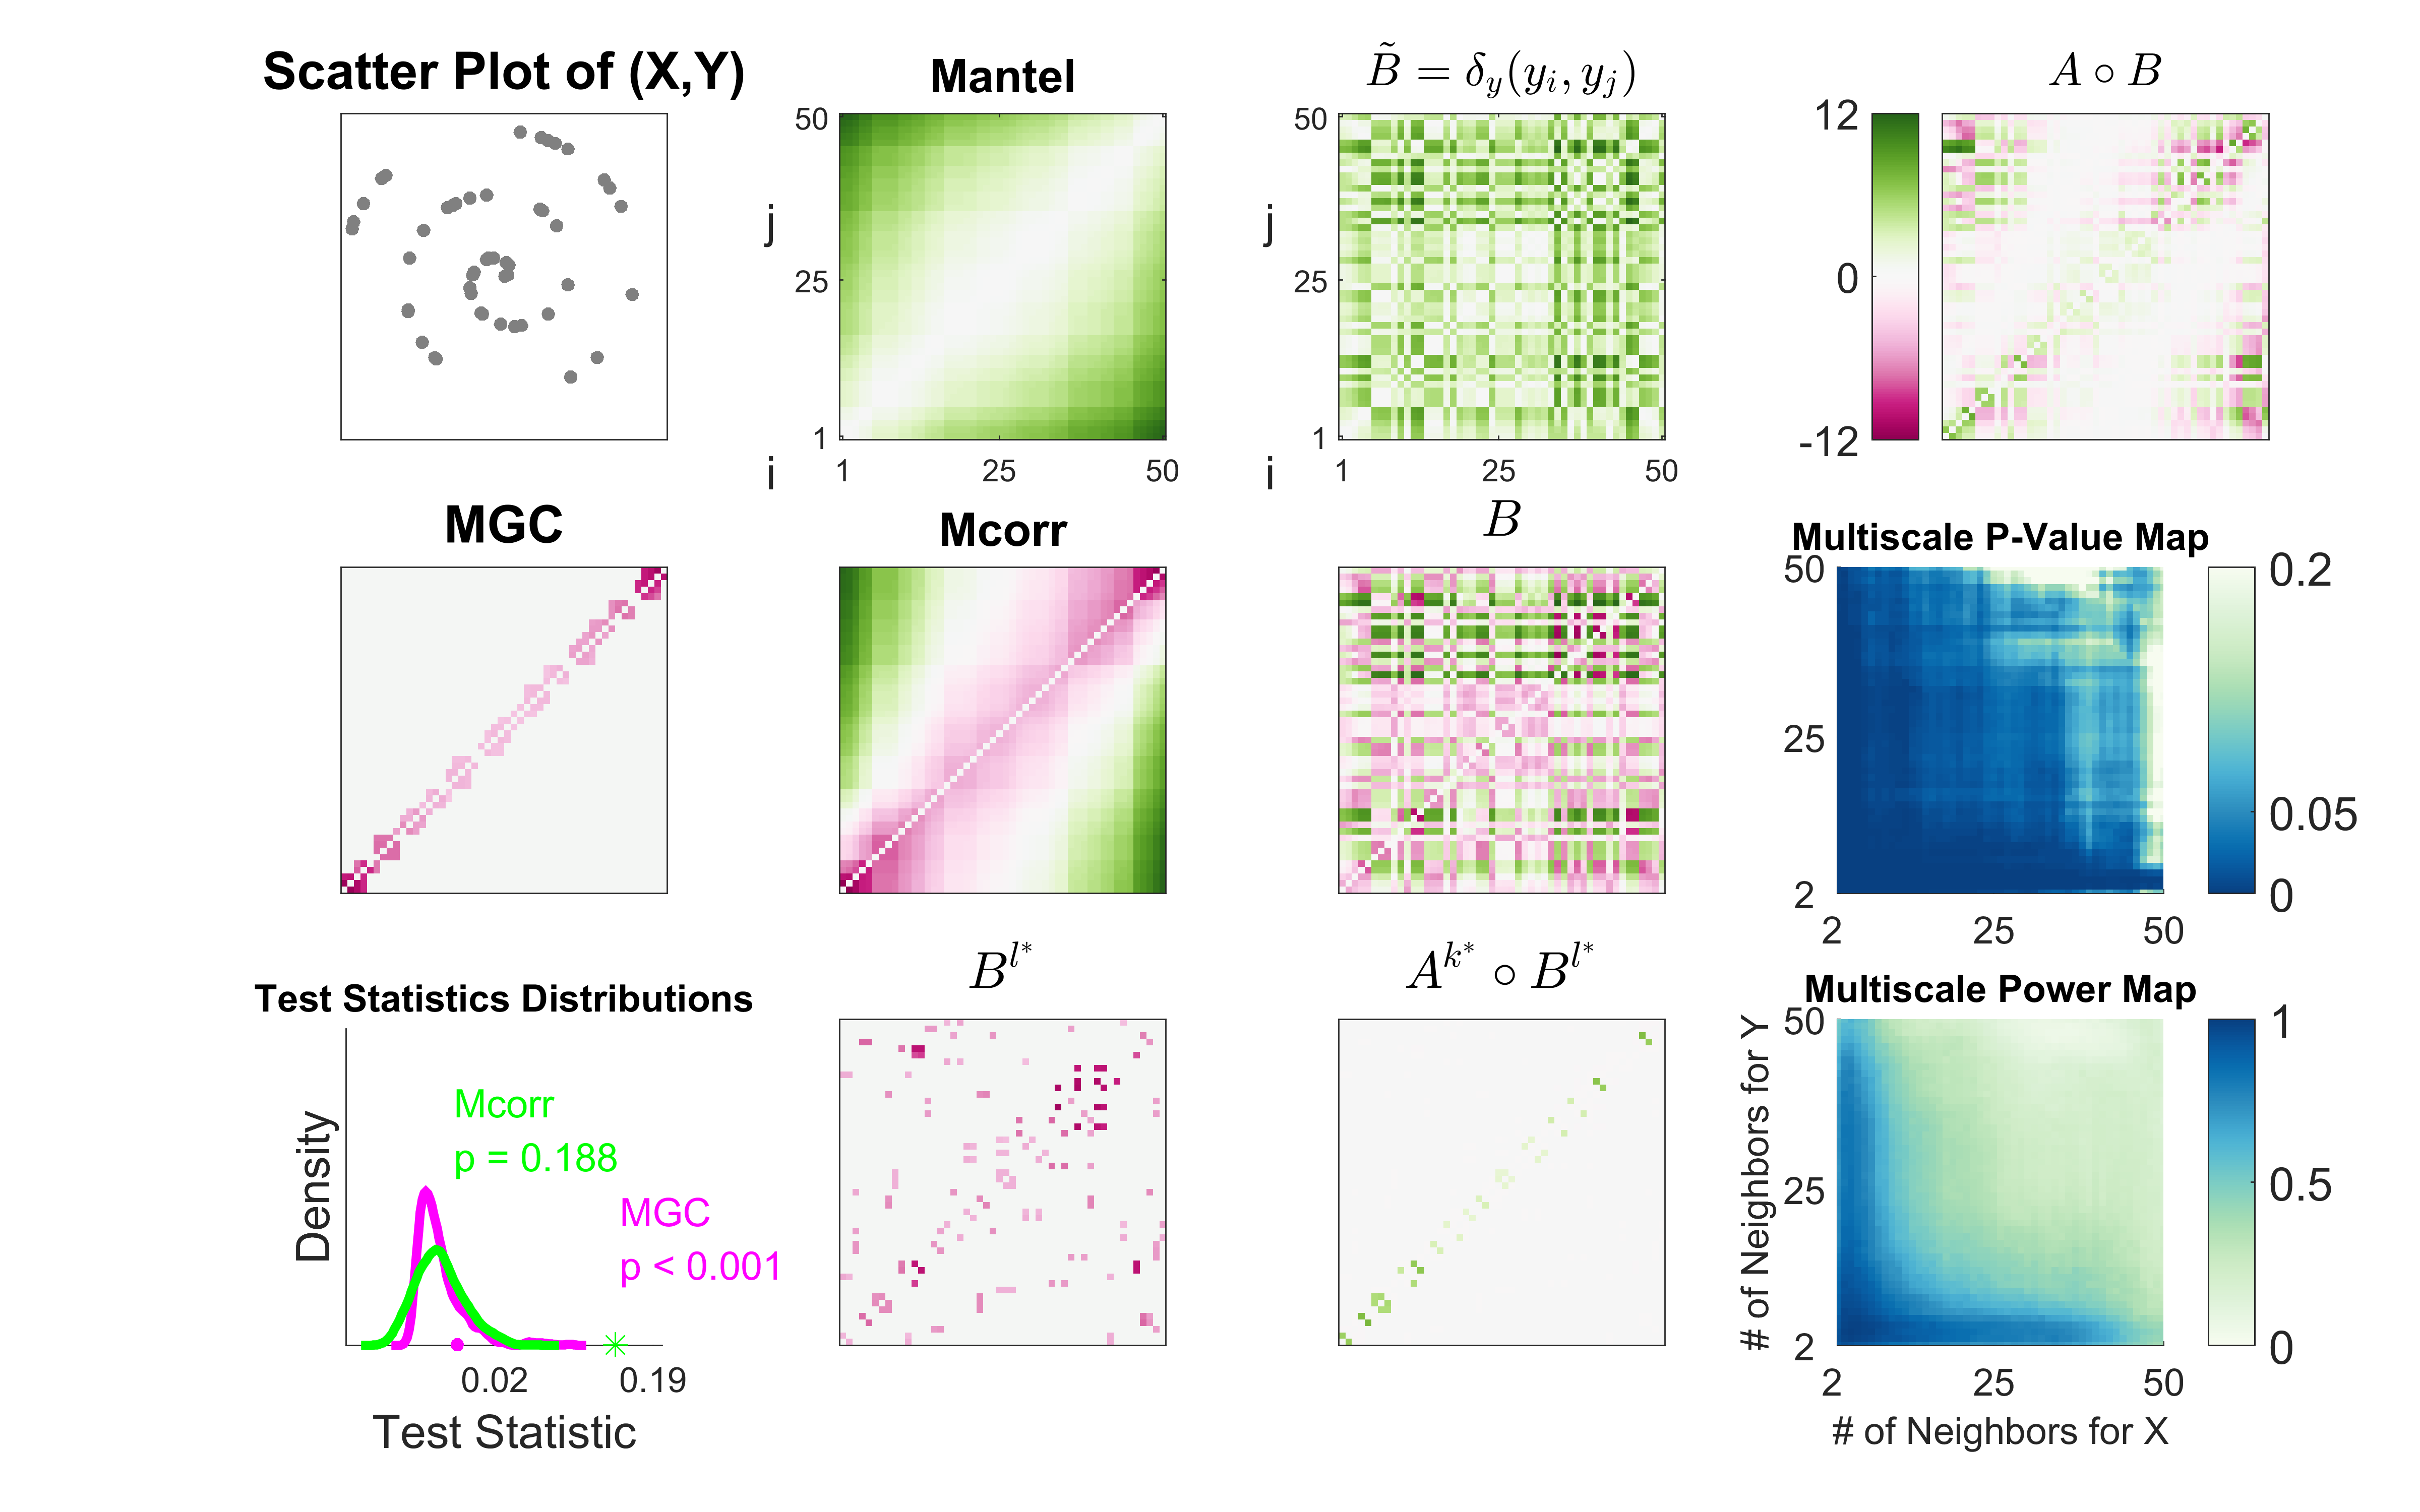 Scatter Plot of (X,Y)
Mantel
50
j
25
1
i
1 25 50
$\tilde{B} = \delta_y(y_i, y_j)$
50
j
25
1
i
1 25 50
A ∘ B
12
0
-12
MGC
Mcorr
B
Multiscale P-Value Map
50
25
2
2 25 50
0.2
0.05
0
Test Statistics Distributions
Density
Mcorr
p = 0.188
MGC
p < 0.001
0.02 0.19
Test Statistic
$B^{l^*}$
$A^{k^*} \circ B^{l^*}$
Multiscale Power Map
# of Neighbors for Y
50
25
2
2 25 50
# of Neighbors for X
1
0.5
0